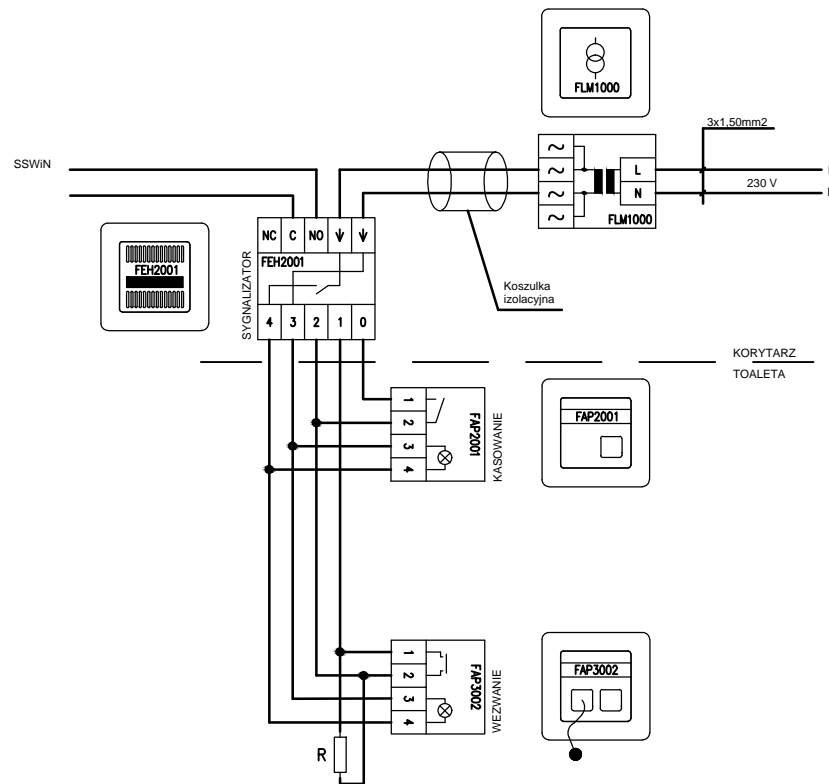 FLM1000
3x1,50mm2
SSWiN
~
~
~
~
L
N
230 V
FLM1000
NC C NO
FEH2001
FEH2001
SYGNALIZATOR
4 3 2 1 0
Koszulka
izolacyjna
KORYTARZ
TOALETA
1
2
3
4
FAP2001
KASOWANIE
FAP2001
1
2
3
4
FAP3002
WEZWANIE
FAP3002
R